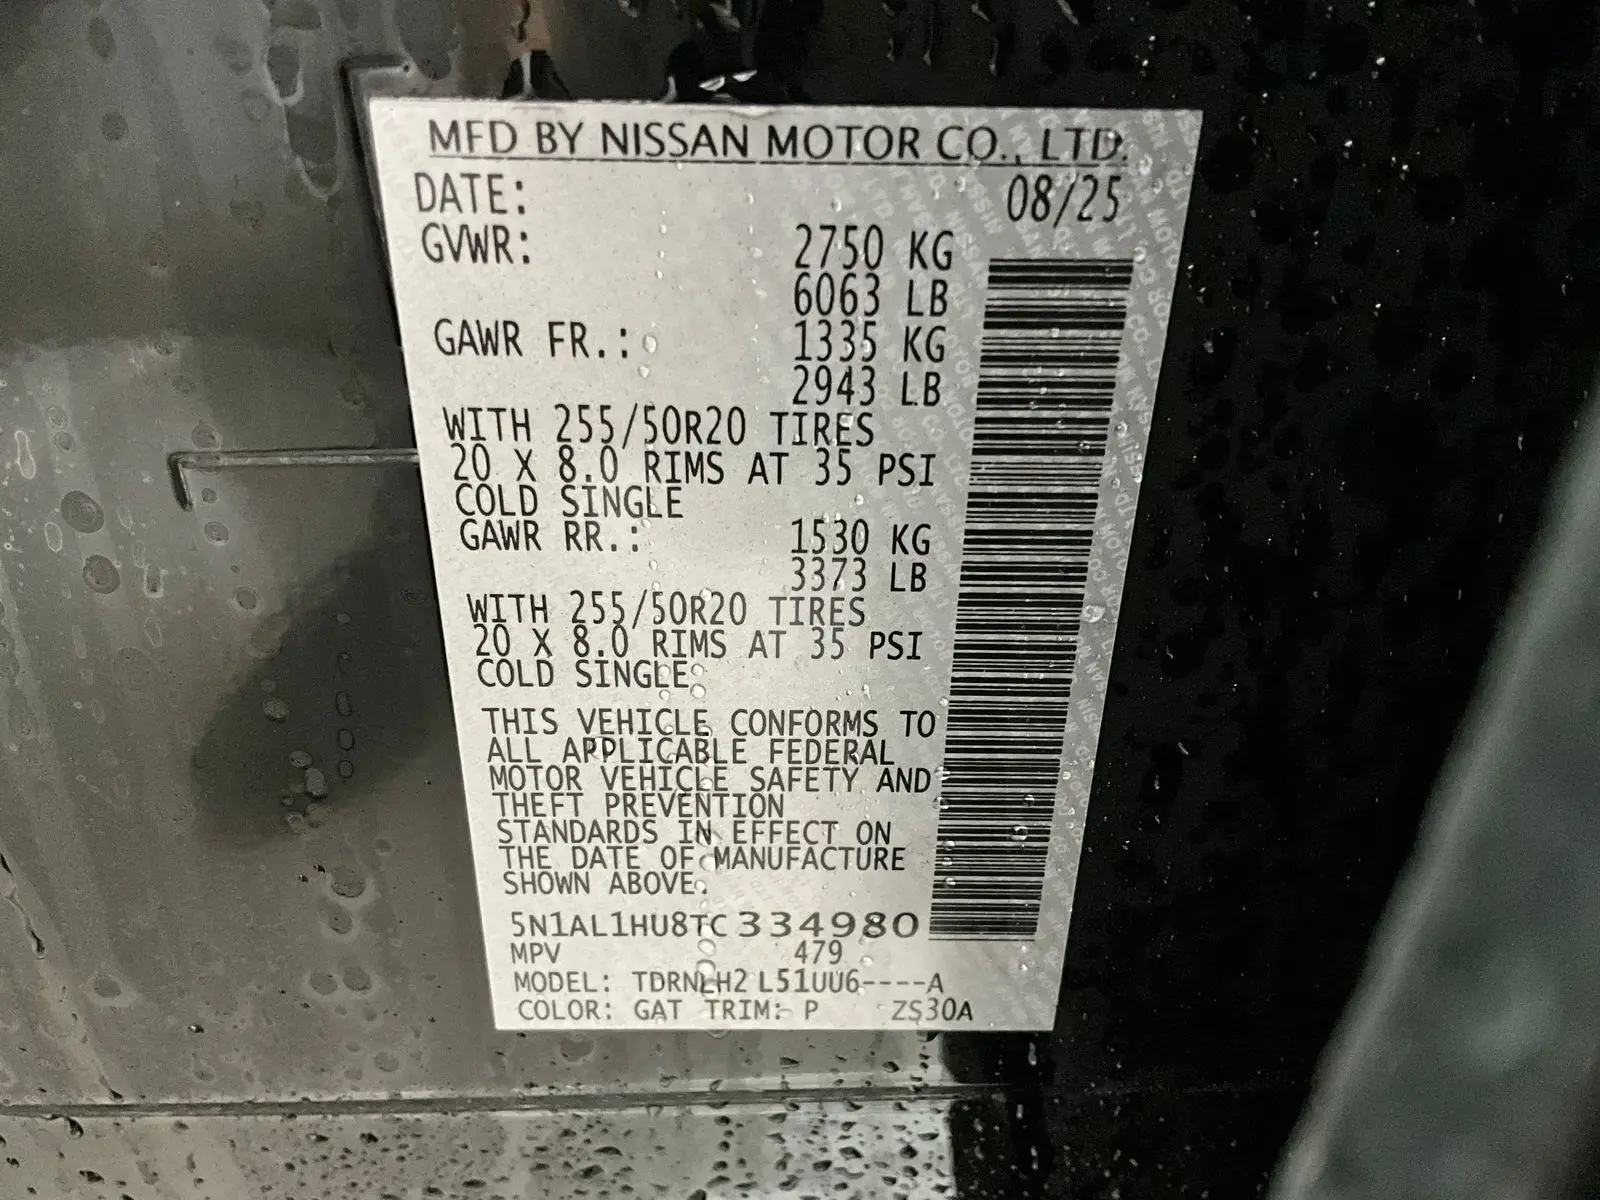 MFD BY NISSAN MOTOR CO., LTD.
DATE: 08/25
GVWR: 2750 KG
6063 LB
GAWR FR.: 1335 KG
2943 LB
WITH 255/50R20 TIRES
20 X 8.0 RIMS AT 35 PSI
COLD SINGLE
GAWR RR.: 1530 KG
3373 LB
WITH 255/50R20 TIRES
20 X 8.0 RIMS AT 35 PSI
COLD SINGLE
THIS VEHICLE CONFORMS TO
ALL APPLICABLE FEDERAL
MOTOR VEHICLE SAFETY AND
THEFT PREVENTION
STANDARDS IN EFFECT ON
THE DATE OF MANUFACTURE
SHOWN ABOVE.
5N1AL1HU8TC334980
MPV 479
MODEL: TDRNLH2 L51UU6----A
COLOR: GAT TRIM: P ZS30A